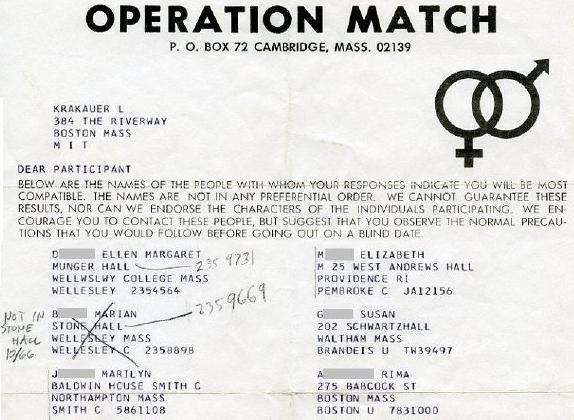 OPERATION MATCH
P. O. BOX 72 CAMBRIDGE, MASS. 02139
KRAKAUER L
384 THE RIVERWAY
BOSTON MASS
M I T
DEAR PARTICIPANT
BELOW ARE THE NAMES OF THE PEOPLE WITH WHOM YOUR RESPONSES INDICATE YOU WILL BE MOST
COMPATIBLE. THE NAMES ARE NOT IN ANY PREFERENTIAL ORDER. WE CANNOT GUARANTEE THESE
RESULTS, NOR CAN WE ENDORSE THE CHARACTERS OF THE INDIVIDUALS PARTICIPATING. WE EN-
COURAGE YOU TO CONTACT THESE PEOPLE, BUT SUGGEST THAT YOU OBSERVE THE NORMAL PRECAU-
TIONS THAT YOU WOULD FOLLOW BEFORE GOING OUT ON A BLIND DATE.
D ELLEN MARGARET
MUNGER HALL 235 9731
WELLWSLWY COLLEGE MASS
WELLESLEY 2354564
NOT IN
STONE
HALL
10/66
B MARIAN
STONE HALL 2359669
WELLESLEY MASS
WELLESLEY C 2358898
J MARILYN
BALDWIN HOUSE SMITH C
NORTHAMPTON MASS
SMITH C 5861108
M ELIZABETH
M 25 WEST ANDREWS HALL
PROVIDENCE RI
PEMBROKE C JA12156
G SUSAN
202 SCHWARTZHALL
WALTHAM MASS
BRANDEIS U TW39497
A RIMA
275 BABCOCK ST
BOSTON MASS
BOSTON U 7831000